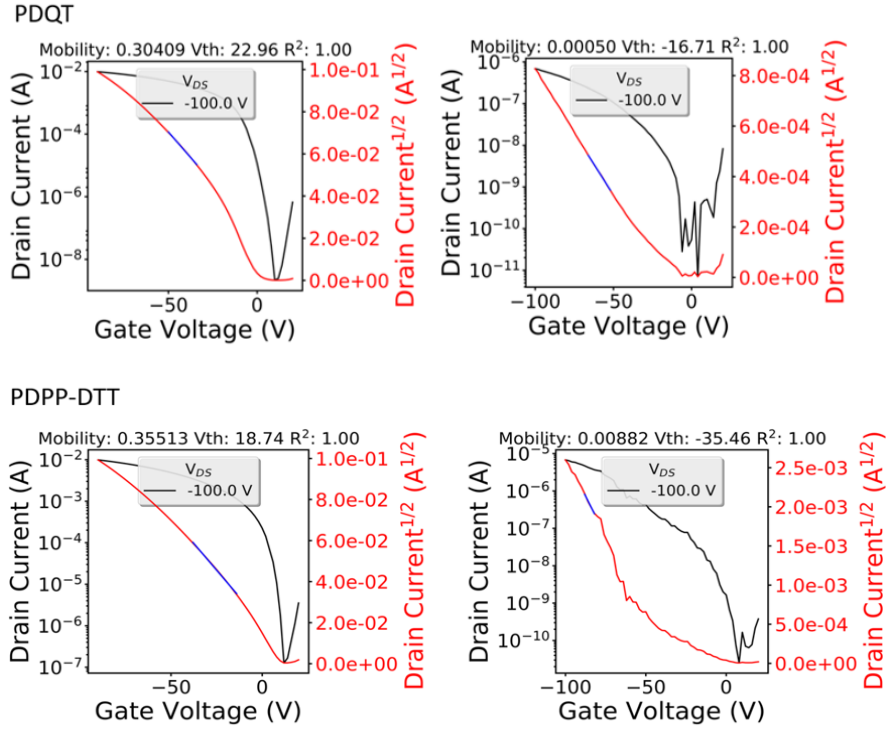 PDQT
Mobility: 0.30409 Vth: 22.96 R²: 1.00
V_DS
-100.0 V
10⁻²
10⁻⁴
10⁻⁶
10⁻⁸
Drain Current (A)
1.0e-01
8.0e-02
6.0e-02
4.0e-02
2.0e-02
0.0e+00
Drain Current^1/2 (A^1/2)
−50
0
Gate Voltage (V)
Mobility: 0.00050 Vth: -16.71 R²: 1.00
V_DS
-100.0 V
10⁻⁶
10⁻⁷
10⁻⁸
10⁻⁹
10⁻¹⁰
10⁻¹¹
Drain Current (A)
8.0e-04
6.0e-04
4.0e-04
2.0e-04
0.0e+00
Drain Current^1/2 (A^1/2)
−100
−50
0
Gate Voltage (V)
PDPP-DTT
Mobility: 0.35513 Vth: 18.74 R²: 1.00
V_DS
-100.0 V
10⁻²
10⁻³
10⁻⁴
10⁻⁵
10⁻⁶
10⁻⁷
Drain Current (A)
1.0e-01
8.0e-02
6.0e-02
4.0e-02
2.0e-02
0.0e+00
Drain Current^1/2 (A^1/2)
−50
0
Gate Voltage (V)
Mobility: 0.00882 Vth: -35.46 R²: 1.00
V_DS
-100.0 V
10⁻⁵
10⁻⁶
10⁻⁷
10⁻⁸
10⁻⁹
10⁻¹⁰
Drain Current (A)
2.5e-03
2.0e-03
1.5e-03
1.0e-03
5.0e-04
0.0e+00
Drain Current^1/2 (A^1/2)
−100
−50
0
Gate Voltage (V)